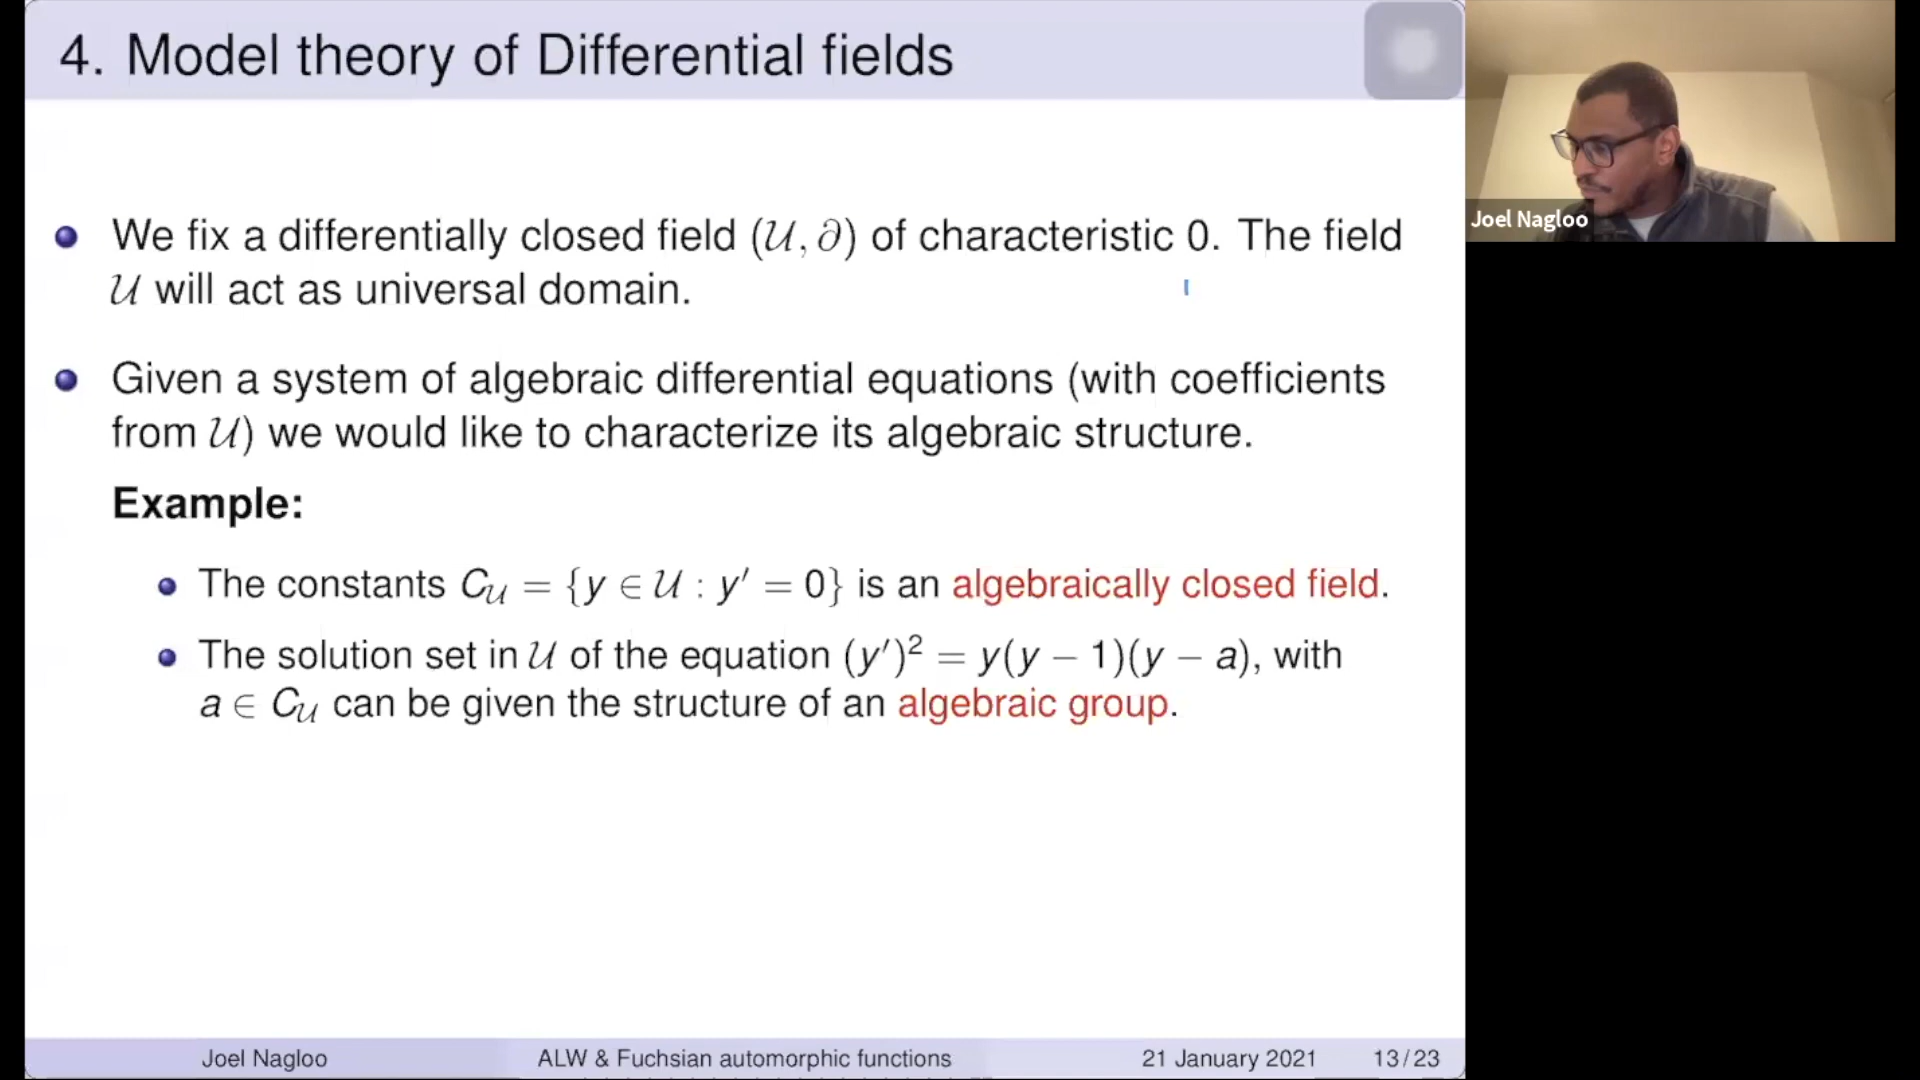 4. Model theory of Differential fields
We fix a differentially closed field (𝒰, ∂) of characteristic 0. The field
𝒰 will act as universal domain.
Given a system of algebraic differential equations (with coefficients
from 𝒰) we would like to characterize its algebraic structure.
Example:
The constants C_𝒰 = {y ∈ 𝒰 : y′ = 0} is an algebraically closed field.
The solution set in 𝒰 of the equation (y′)² = y(y − 1)(y − a), with
a ∈ C_𝒰 can be given the structure of an algebraic group.
Joel Nagloo
Joel Nagloo ALW & Fuchsian automorphic functions 21 January 2021 13/23